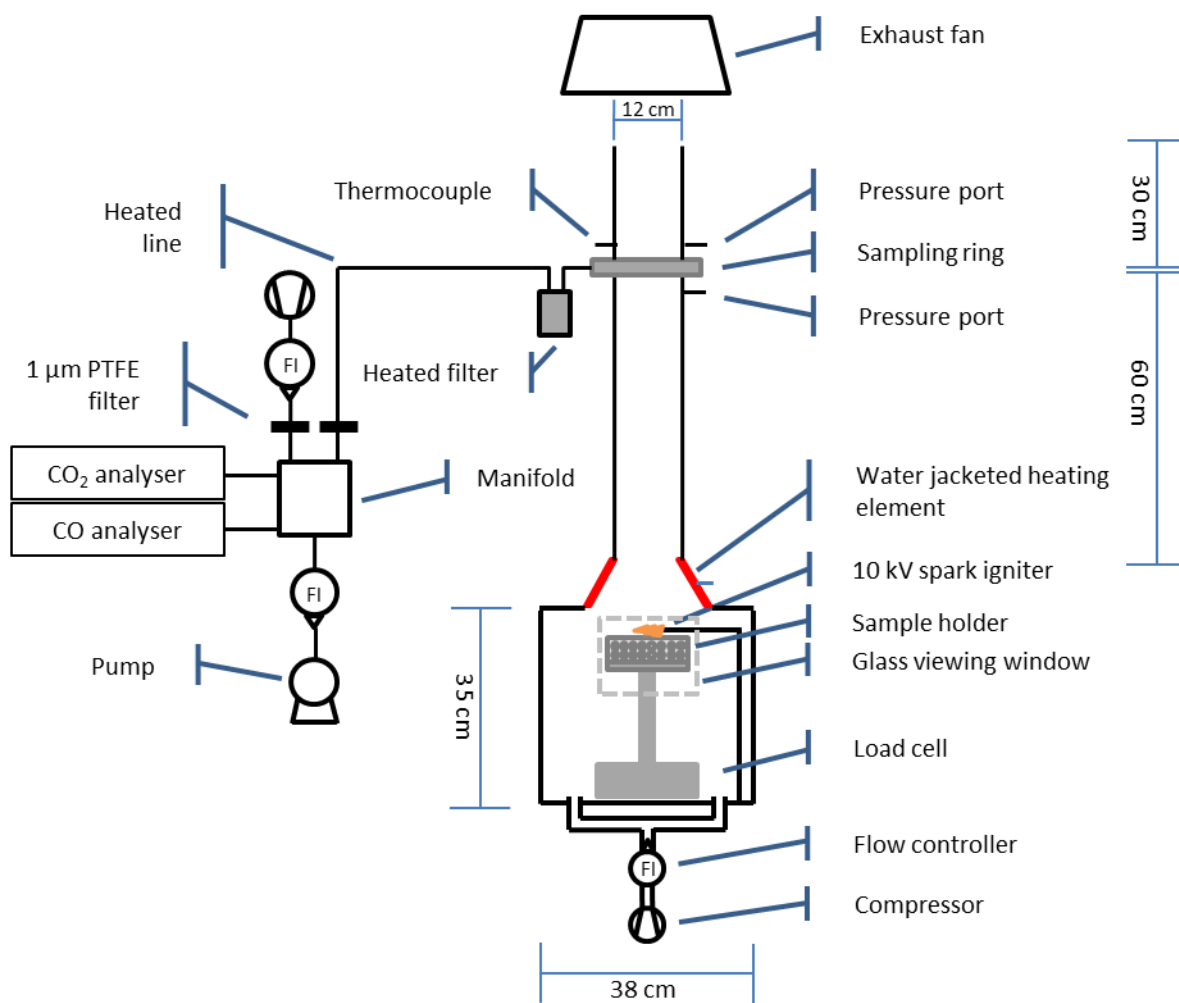 Exhaust fan
12 cm
Thermocouple
Pressure port
30 cm
Heated
line
Sampling ring
Pressure port
FI
1 µm PTFE
filter
Heated filter
60 cm
CO₂ analyser
Manifold
Water jacketed heating
element
CO analyser
10 kV spark igniter
FI
Sample holder
Pump
Glass viewing window
35 cm
Load cell
Flow controller
FI
Compressor
38 cm